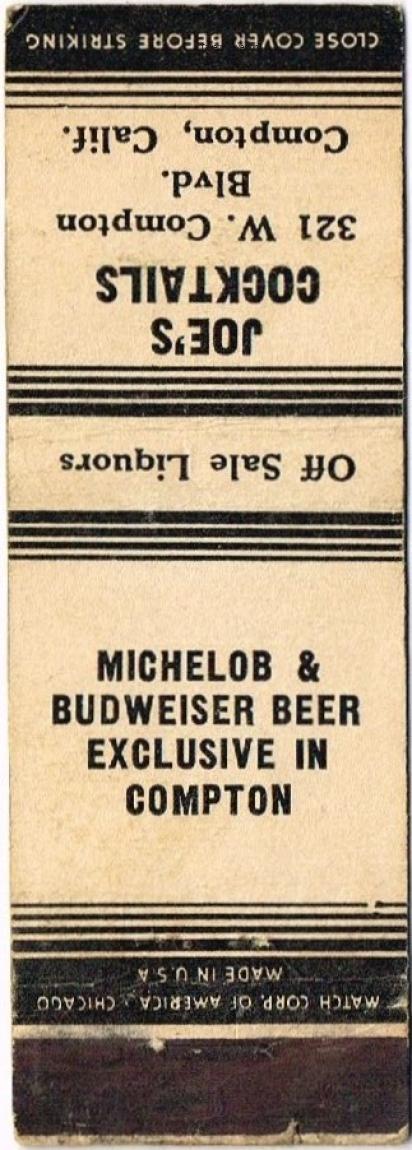 CLOSE COVER BEFORE STRIKING
JOE'S
COCKTAILS
321 W. Compton
Blvd.
Compton, Calif.
Off Sale Liquors
MICHELOB &
BUDWEISER BEER
EXCLUSIVE IN
COMPTON
MATCH CORP. OF AMERICA - CHICAGO
MADE IN U.S.A